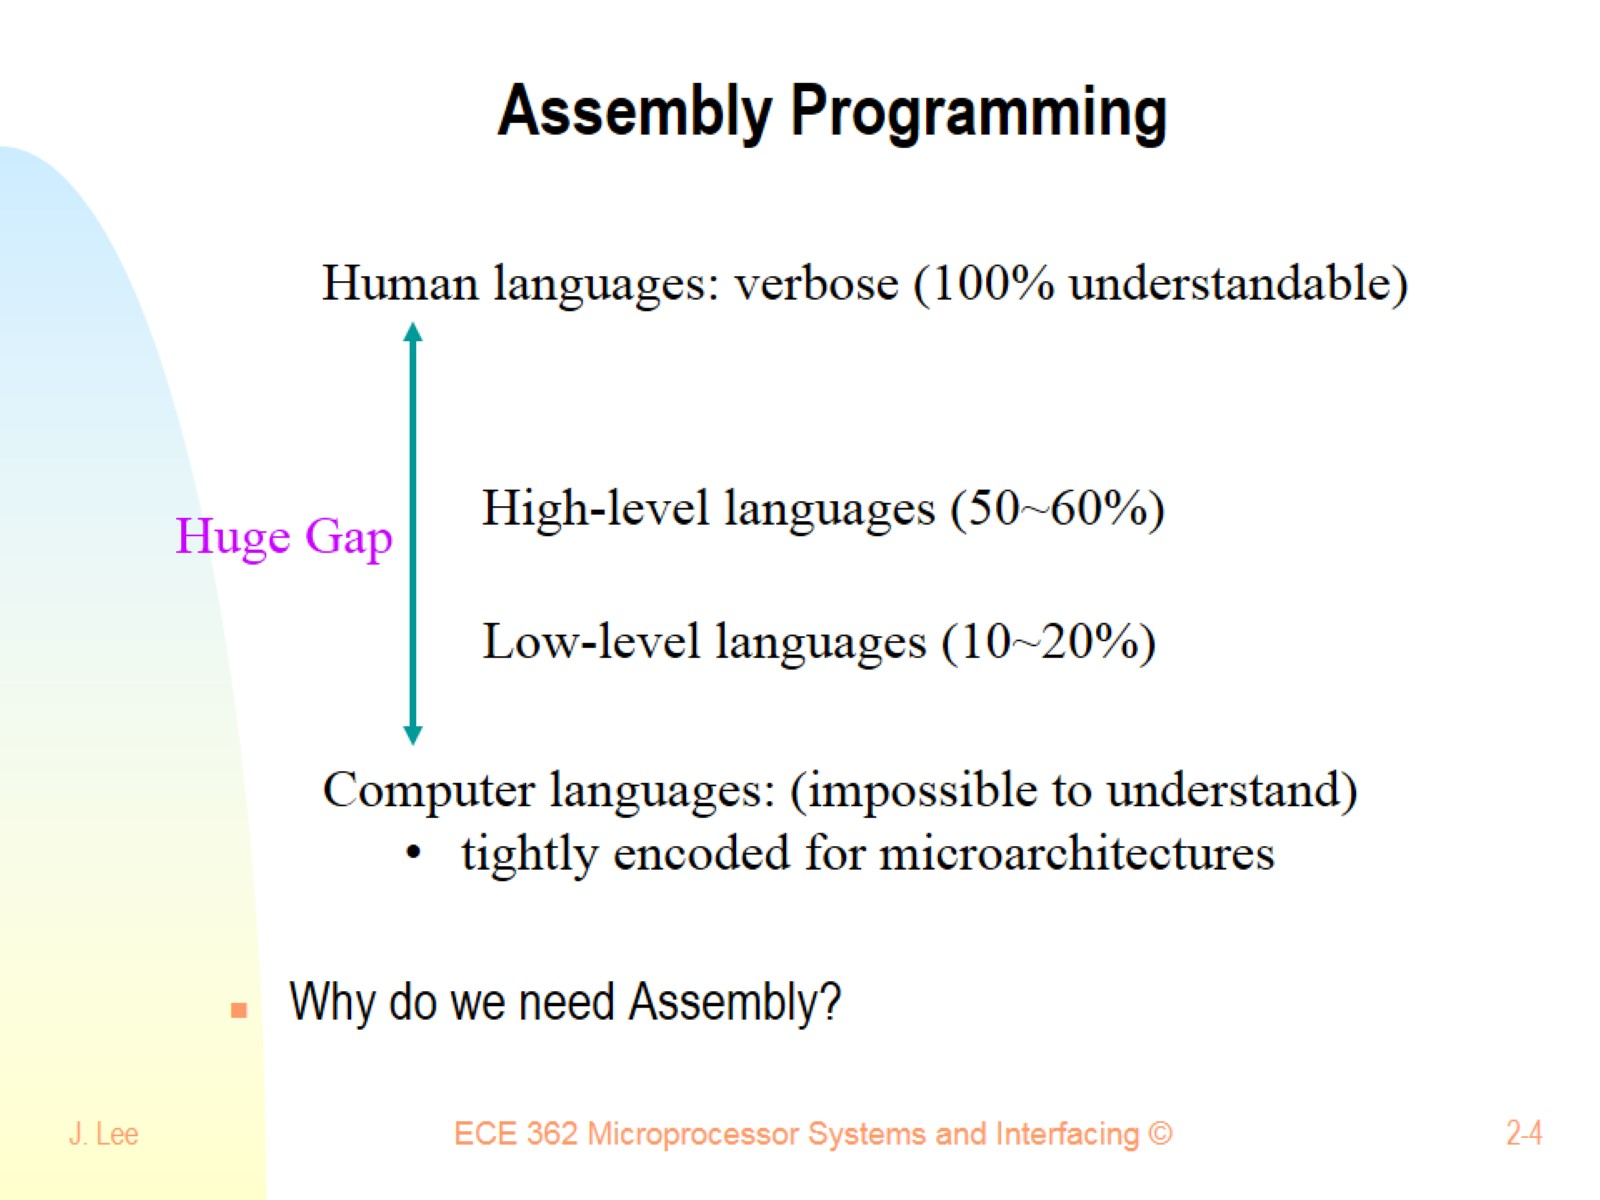 Assembly Programming
Human languages: verbose (100% understandable)
High-level languages (50~60%)
Huge Gap
Low-level languages (10~20%)
Computer languages: (impossible to understand)
• tightly encoded for microarchitectures
Why do we need Assembly?
J. Lee
ECE 362 Microprocessor Systems and Interfacing ©
2-4